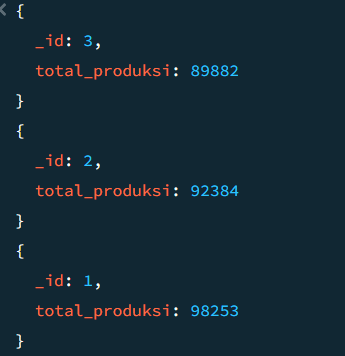 {
_id: 3,
total_produksi: 89882
}
{
_id: 2,
total_produksi: 92384
}
{
_id: 1,
total_produksi: 98253
}